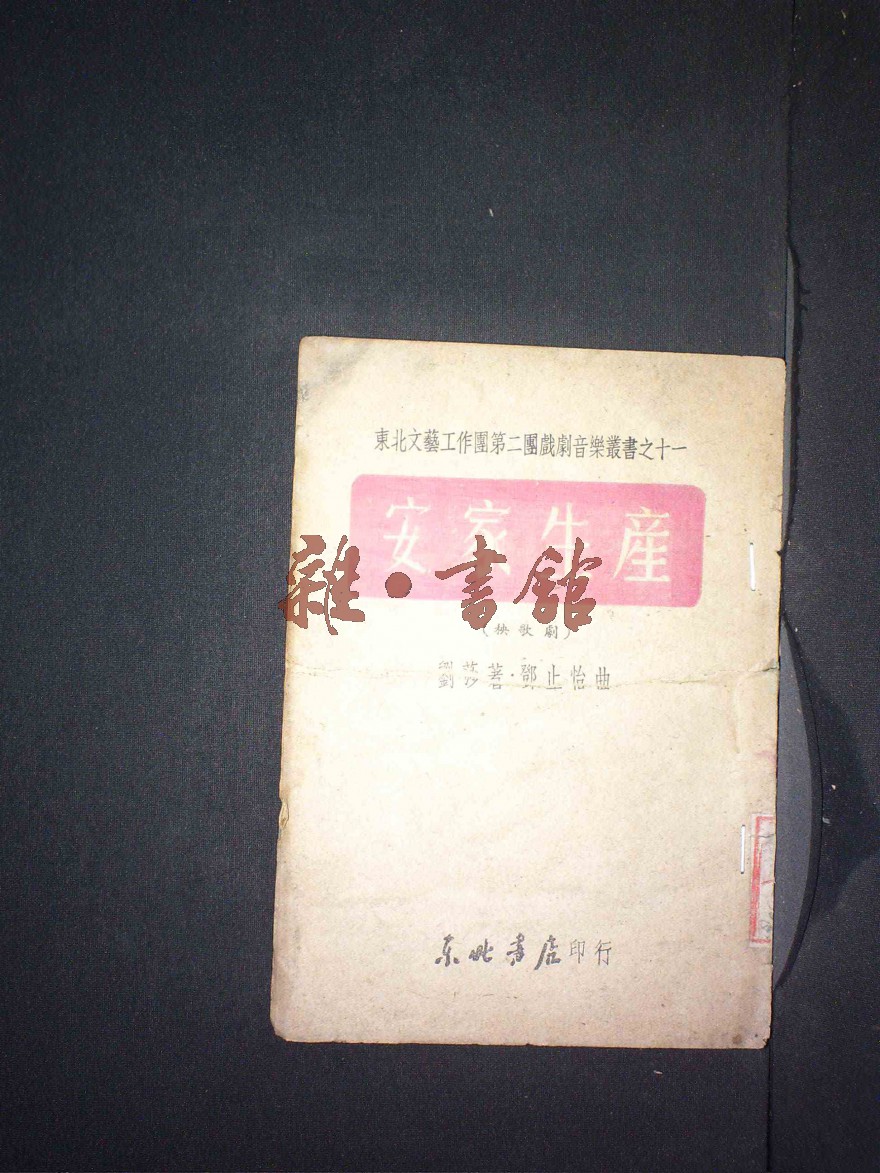 東北文藝工作團第二團戲劇音樂叢書之十一
安家生產
雜·書館
(秧歌劇)
劉莎著·鄧止怡曲
东北書店印行